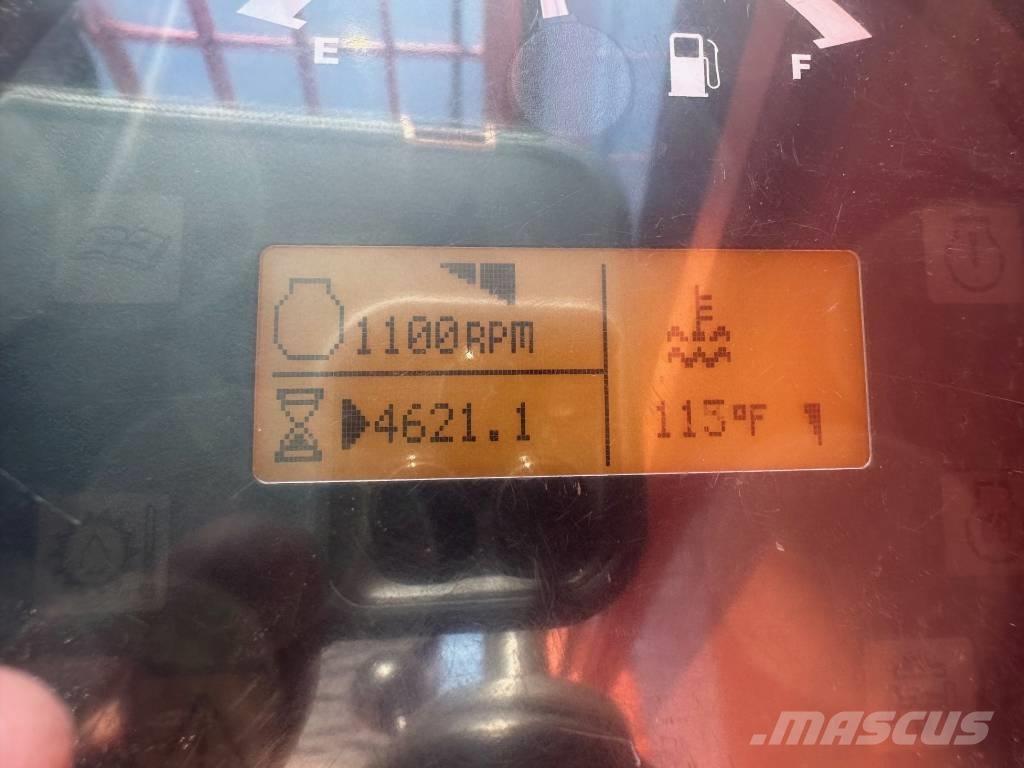 E F
1100RPM
4621.1
115°F
MASCUS